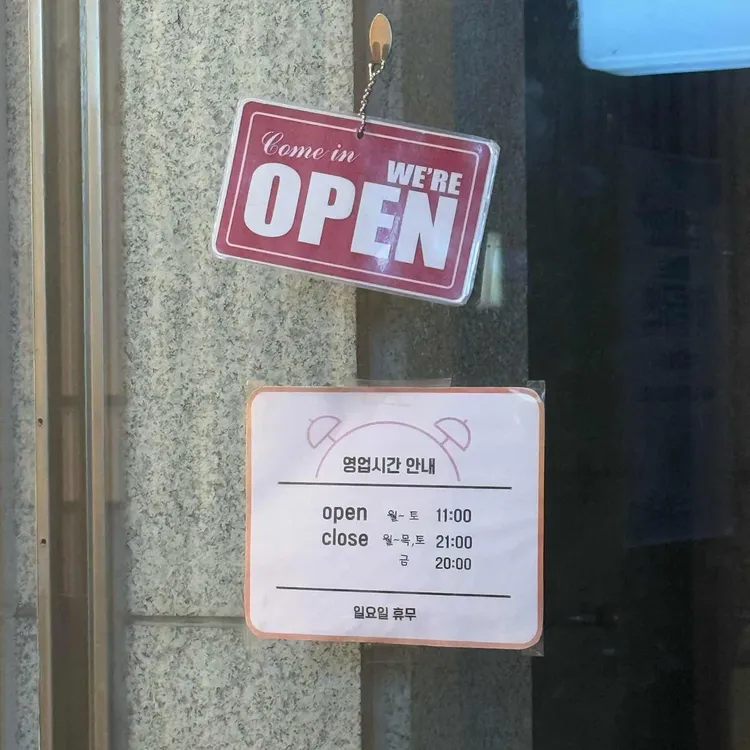 Come in
WE'RE
OPEN
영업시간 안내
open 월~ 토 11:00
close 월~목,토 21:00
금 20:00
일요일 휴무